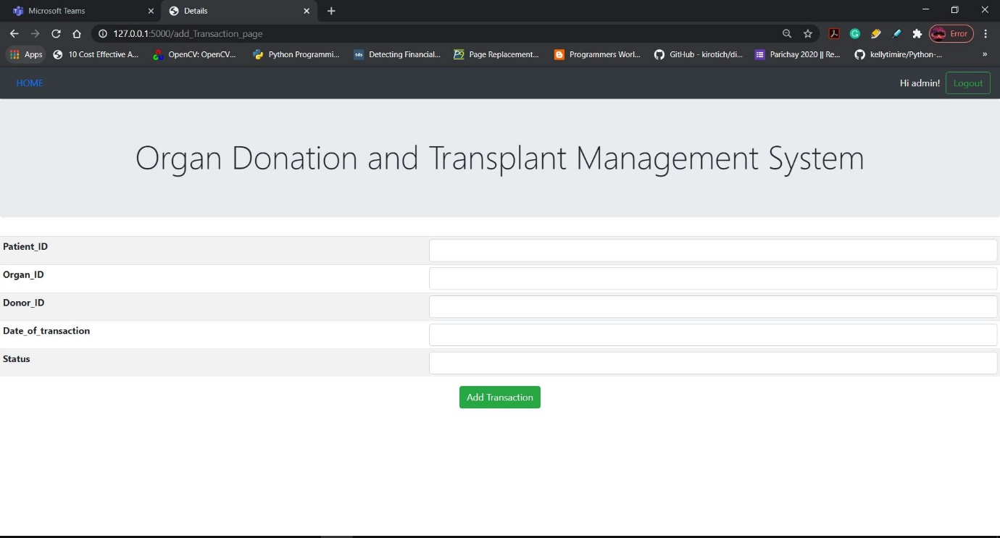 Microsoft Teams
Details
127.0.0.1:5000/add_Transaction_page
Error
Apps
10 Cost Effective A...
OpenCV: OpenCV...
Python Programmi...
Detecting Financial...
Page Replacement...
Programmers Worl...
GitHub - kirotich/di...
Parichay 2020 || Re...
kellytimire/Python-...
»
HOME
Hi admin!
Logout
Organ Donation and Transplant Management System
Patient_ID
Organ_ID
Donor_ID
Date_of_transaction
Status
Add Transaction